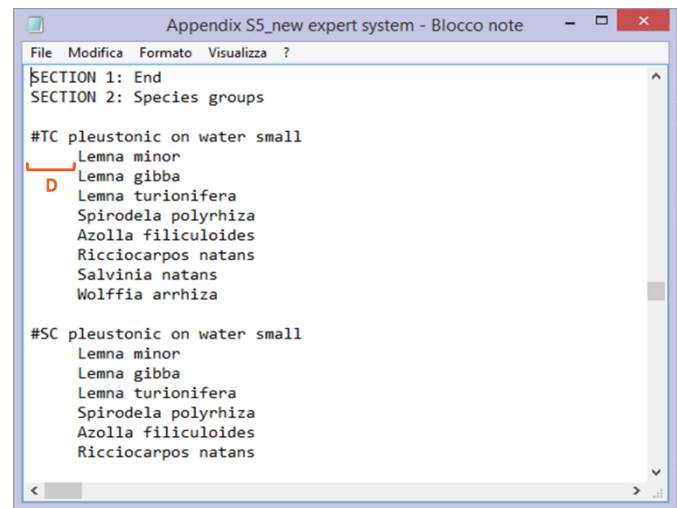 Appendix S5_new expert system - Blocco note
File Modifica Formato Visualizza ?
SECTION 1: End
SECTION 2: Species groups
#TC pleustonic on water small
Lemna minor
D
Lemna gibba
Lemna turionifera
Spirodela polyrhiza
Azolla filiculoides
Ricciocarpos natans
Salvinia natans
Wolffia arrhiza
#SC pleustonic on water small
Lemna minor
Lemna gibba
Lemna turionifera
Spirodela polyrhiza
Azolla filiculoides
Ricciocarpos natans